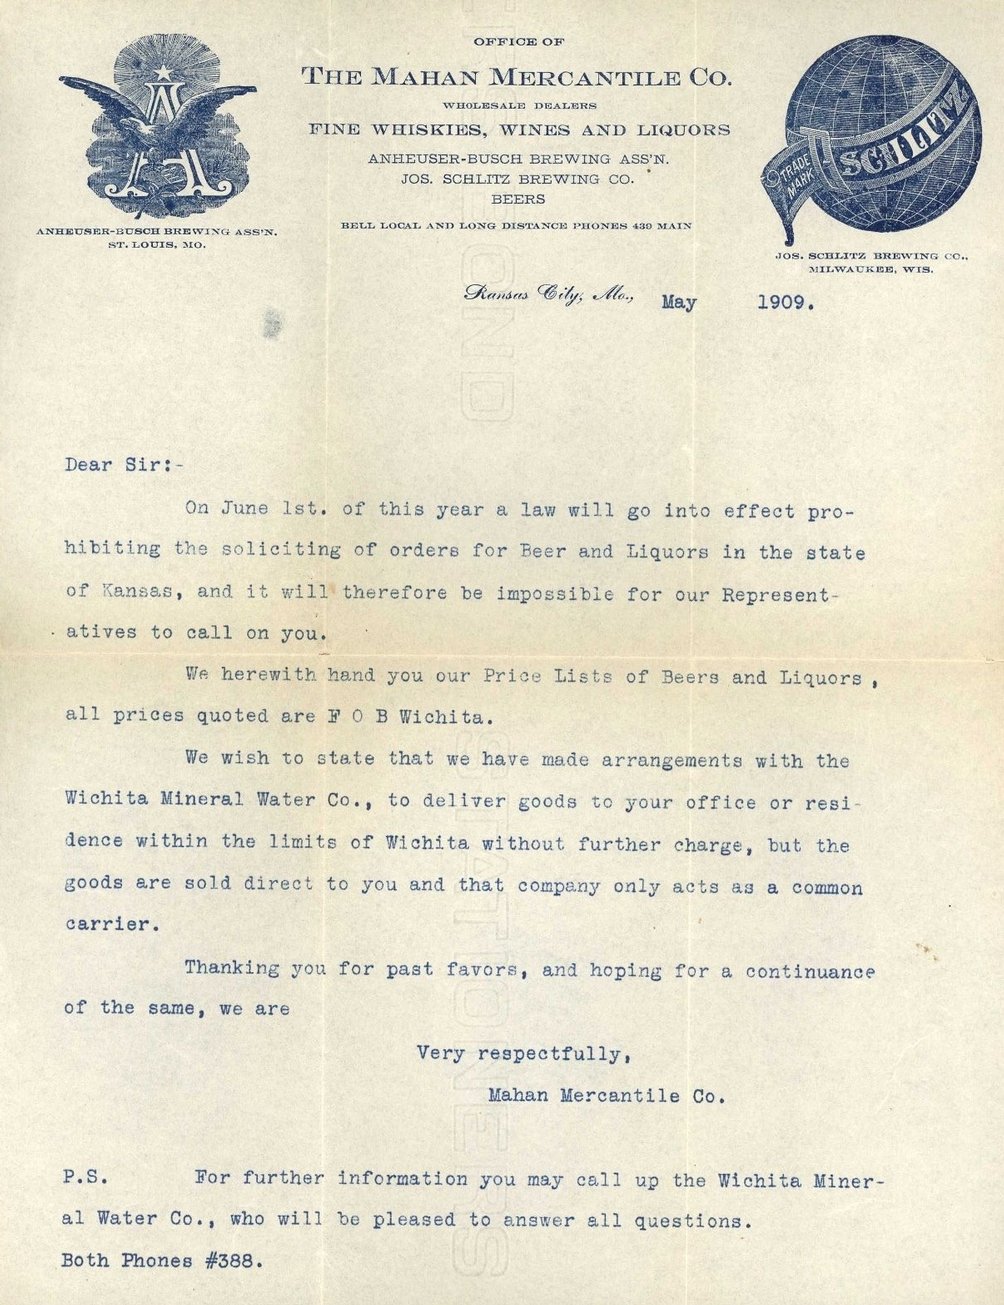 OFFICE OF
THE MAHAN MERCANTILE CO.
WHOLESALE DEALERS
FINE WHISKIES, WINES AND LIQUORS
ANHEUSER-BUSCH BREWING ASS'N.
JOS. SCHLITZ BREWING CO.
BEERS
BELL LOCAL AND LONG DISTANCE PHONES 439 MAIN
A
ANHEUSER-BUSCH BREWING ASS'N.
ST. LOUIS, MO.
SCHLITZ
TRADE
MARK
JOS. SCHLITZ BREWING CO.,
MILWAUKEE, WIS.
Kansas City, Mo., May 1909.
Dear Sir:-
On June 1st. of this year a law will go into effect pro-
hibiting the soliciting of orders for Beer and Liquors in the state
of Kansas, and it will therefore be impossible for our Represent-
atives to call on you.
We herewith hand you our Price Lists of Beers and Liquors,
all prices quoted are F O B Wichita.
We wish to state that we have made arrangements with the
Wichita Mineral Water Co., to deliver goods to your office or resi-
dence within the limits of Wichita without further charge, but the
goods are sold direct to you and that company only acts as a common
carrier.
Thanking you for past favors, and hoping for a continuance
of the same, we are
Very respectfully,
Mahan Mercantile Co.
P.S. For further information you may call up the Wichita Miner-
al Water Co., who will be pleased to answer all questions.
Both Phones #388.